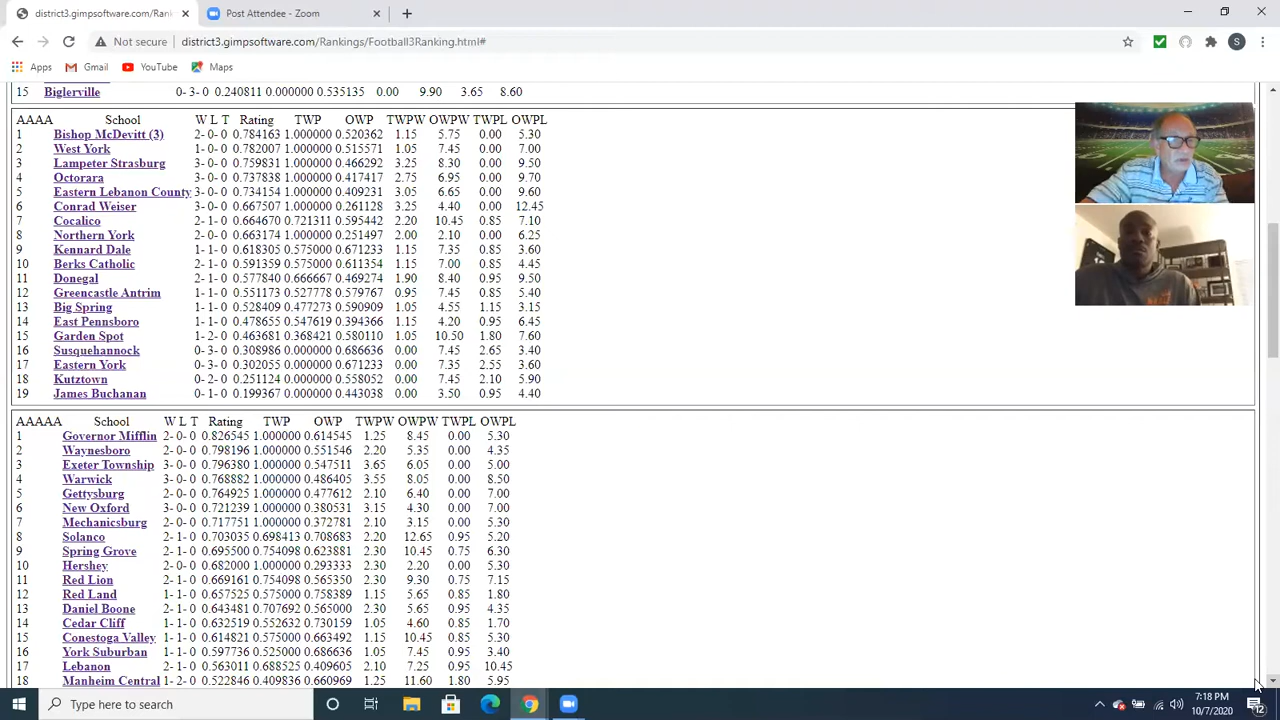 district3.gimpsoftware.com/Rank
Post Attendee - Zoom
Not secure district3.gimpsoftware.com/Rankings/Football3Ranking.html#
S
Apps Gmail YouTube Maps
15 Biglerville 0- 3- 0 0.240811 0.000000 0.535135 0.00 9.90 3.65 8.60
AAAA School W L T Rating TWP OWP TWPW OWPW TWPL OWPL
1 Bishop McDevitt (3) 2- 0- 0 0.784163 1.000000 0.520362 1.15 5.75 0.00 5.30
2 West York 1- 0- 0 0.782007 1.000000 0.515571 1.05 7.45 0.00 7.00
3 Lampeter Strasburg 3- 0- 0 0.759831 1.000000 0.466292 3.25 8.30 0.00 9.50
4 Octorara 3- 0- 0 0.737838 1.000000 0.417417 2.75 6.95 0.00 9.70
5 Eastern Lebanon County 3- 0- 0 0.734154 1.000000 0.409231 3.05 6.65 0.00 9.60
6 Conrad Weiser 3- 0- 0 0.667507 1.000000 0.261128 3.25 4.40 0.00 12.45
7 Cocalico 2- 1- 0 0.664670 0.721311 0.595442 2.20 10.45 0.85 7.10
8 Northern York 2- 0- 0 0.663174 1.000000 0.251497 2.00 2.10 0.00 6.25
9 Kennard Dale 1- 1- 0 0.618305 0.575000 0.671233 1.15 7.35 0.85 3.60
10 Berks Catholic 2- 1- 0 0.591359 0.575000 0.611354 1.15 7.00 0.85 4.45
11 Donegal 2- 1- 0 0.577840 0.666667 0.469274 1.90 8.40 0.95 9.50
12 Greencastle Antrim 1- 1- 0 0.551173 0.527778 0.579767 0.95 7.45 0.85 5.40
13 Big Spring 1- 1- 0 0.528409 0.477273 0.590909 1.05 4.55 1.15 3.15
14 East Pennsboro 1- 1- 0 0.478655 0.547619 0.394366 1.15 4.20 0.95 6.45
15 Garden Spot 1- 2- 0 0.463681 0.368421 0.580110 1.05 10.50 1.80 7.60
16 Susquehannock 0- 3- 0 0.308986 0.000000 0.686636 0.00 7.45 2.65 3.40
17 Eastern York 0- 3- 0 0.302055 0.000000 0.671233 0.00 7.35 2.55 3.60
18 Kutztown 0- 2- 0 0.251124 0.000000 0.558052 0.00 7.45 2.10 5.90
19 James Buchanan 0- 1- 0 0.199367 0.000000 0.443038 0.00 3.50 0.95 4.40
AAAAA School W L T Rating TWP OWP TWPW OWPW TWPL OWPL
1 Governor Mifflin 2- 0- 0 0.826545 1.000000 0.614545 1.25 8.45 0.00 5.30
2 Waynesboro 2- 0- 0 0.798196 1.000000 0.551546 2.20 5.35 0.00 4.35
3 Exeter Township 3- 0- 0 0.796380 1.000000 0.547511 3.65 6.05 0.00 5.00
4 Warwick 3- 0- 0 0.768882 1.000000 0.486405 3.55 8.05 0.00 8.50
5 Gettysburg 2- 0- 0 0.764925 1.000000 0.477612 2.10 6.40 0.00 7.00
6 New Oxford 3- 0- 0 0.721239 1.000000 0.380531 3.15 4.30 0.00 7.00
7 Mechanicsburg 2- 0- 0 0.717751 1.000000 0.372781 2.10 3.15 0.00 5.30
8 Solanco 2- 1- 0 0.703035 0.698413 0.708683 2.20 12.65 0.95 5.20
9 Spring Grove 2- 1- 0 0.695500 0.754098 0.623881 2.30 10.45 0.75 6.30
10 Hershey 2- 0- 0 0.682000 1.000000 0.293333 2.30 2.20 0.00 5.30
11 Red Lion 2- 1- 0 0.669161 0.754098 0.565350 2.30 9.30 0.75 7.15
12 Red Land 1- 1- 0 0.657525 0.575000 0.758389 1.15 5.65 0.85 1.80
13 Daniel Boone 2- 1- 0 0.643481 0.707692 0.565000 2.30 5.65 0.95 4.35
14 Cedar Cliff 1- 1- 0 0.632519 0.552632 0.730159 1.05 4.60 0.85 1.70
15 Conestoga Valley 1- 1- 0 0.614821 0.575000 0.663492 1.15 10.45 0.85 5.30
16 York Suburban 1- 1- 0 0.597736 0.525000 0.686636 1.05 7.45 0.95 3.40
17 Lebanon 2- 1- 0 0.563011 0.688525 0.409605 2.10 7.25 0.95 10.45
18 Manheim Central 1- 2- 0 0.522846 0.409836 0.660969 1.25 11.60 1.80 5.95
Type here to search
7:18 PM
10/7/2020
12